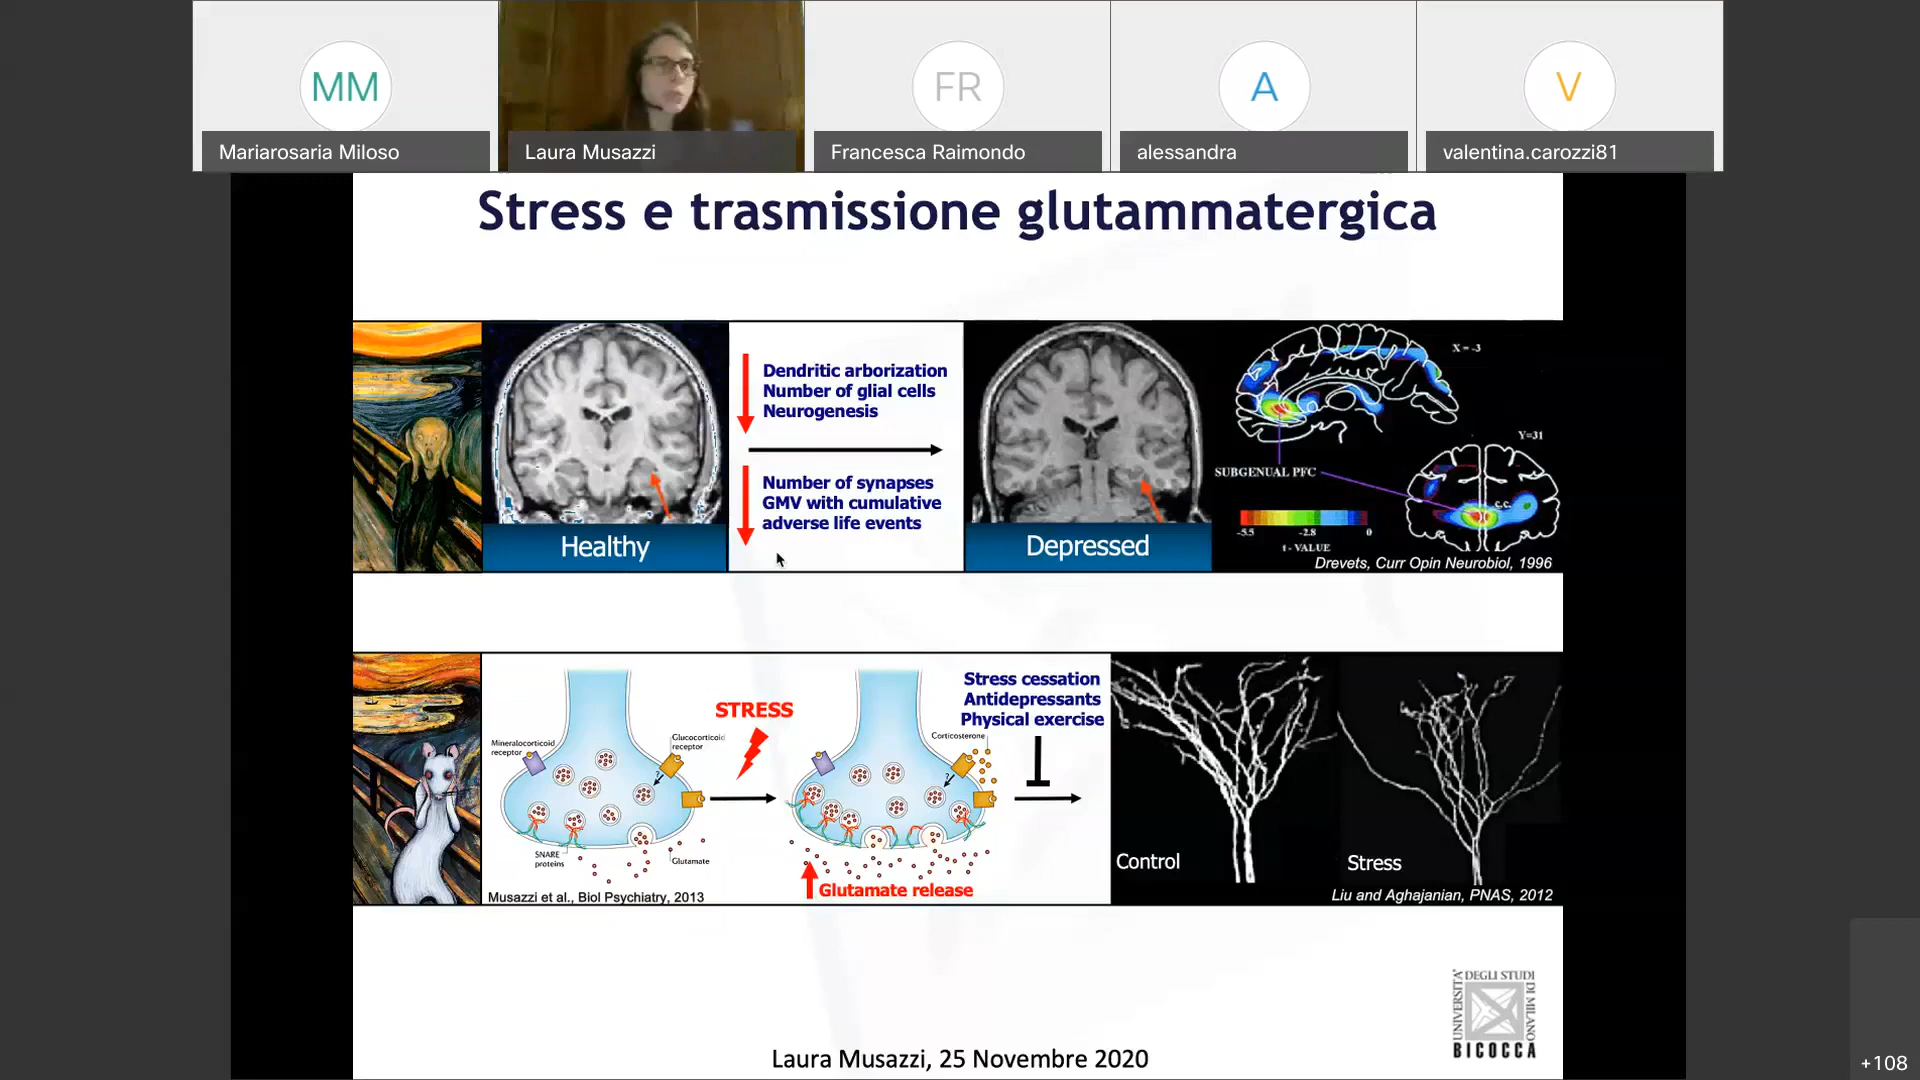 MM
FR
A
V
Mariarosaria Miloso
Laura Musazzi
Francesca Raimondo
alessandra
valentina.carozzi81
Stress e trasmissione glutammatergica
Dendritic arborization
Number of glial cells
Neurogenesis
Number of synapses
GMV with cumulative
adverse life events
Healthy
Depressed
X = -3
Y=31
SUBGENUAL PFC
c.c.
-5.5
-2.8
0
t - VALUE
Drevets, Curr Opin Neurobiol, 1996
Mineralocorticoid
receptor
Glucocorticoid
receptor
?
SNARE
proteins
Glutamate
Musazzi et al., Biol Psychiatry, 2013
STRESS
Stress cessation
Antidepressants
Physical exercise
Corticosterone
?
Glutamate release
Control
Stress
Liu and Aghajanian, PNAS, 2012
UNIVERSITA'
DEGLI STUDI
DI MILANO
BICOCCA
Laura Musazzi, 25 Novembre 2020
+108